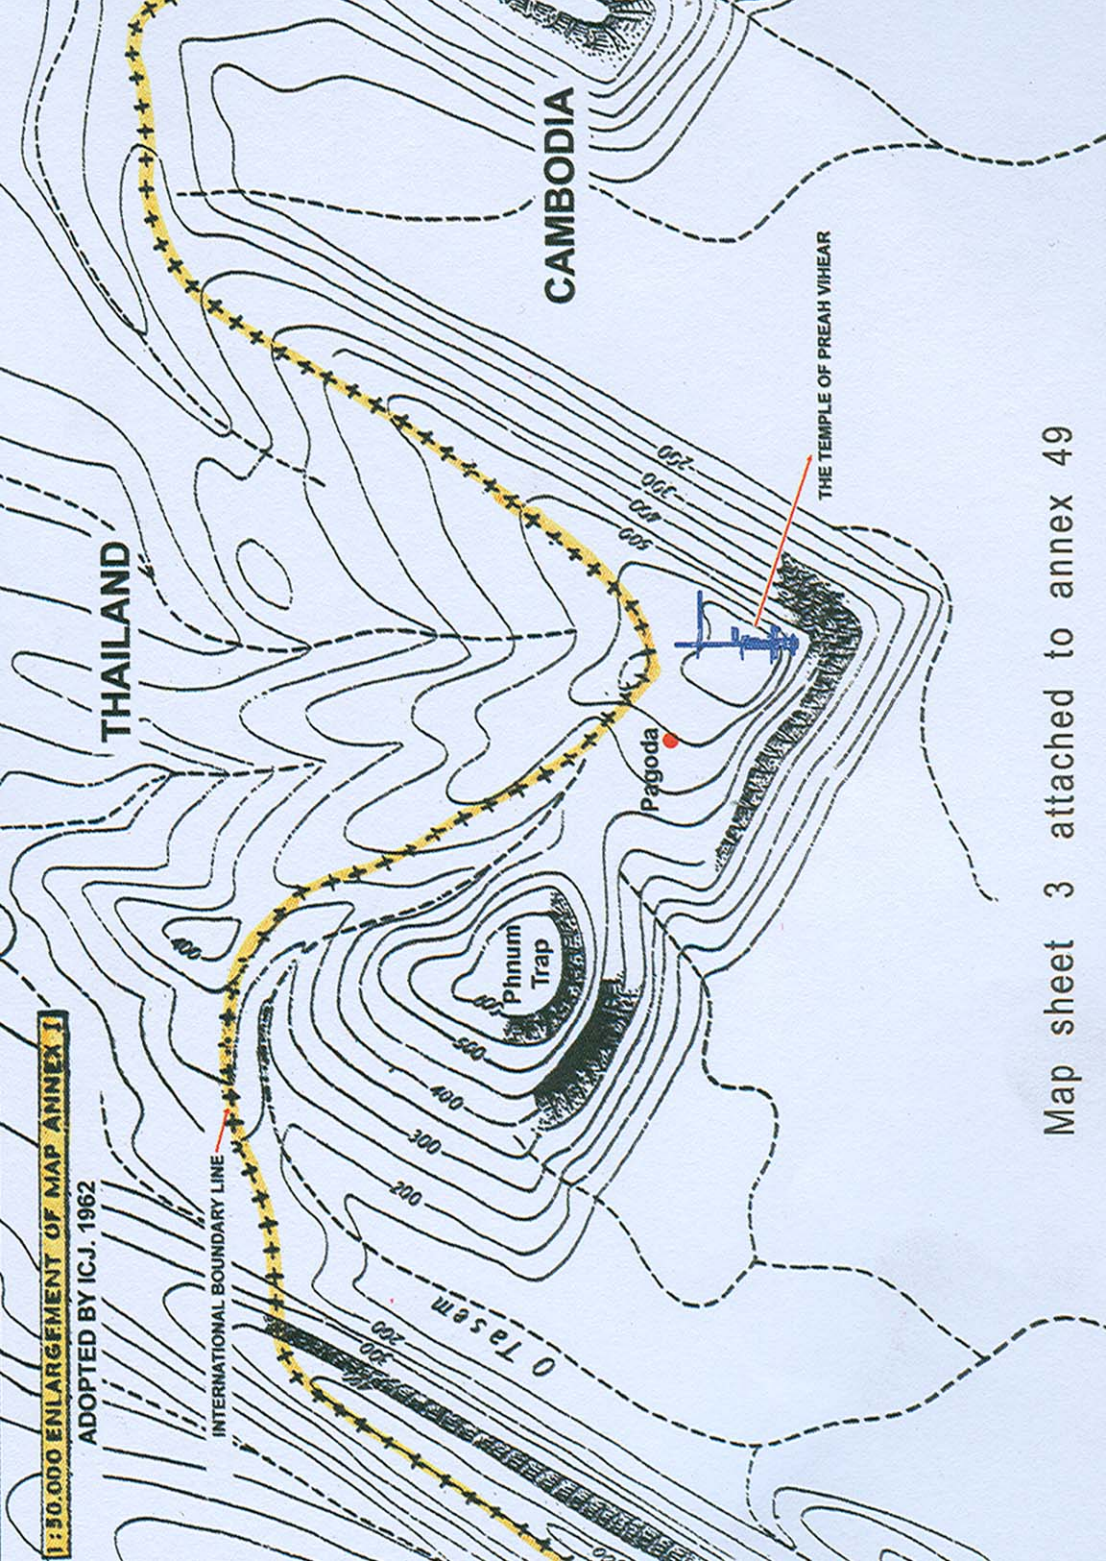 1:50.000 ENLARGEMENT OF MAP ANNEX I
ADOPTED BY IC.J. 1962
THAILAND
INTERNATIONAL BOUNDARY LINE
400
200
300
200
300
400
500
O Tasem
Phnum
Trap
CAMBODIA
Pagoda
500
400
300
250
THE TEMPLE OF PREAH VIHEAR
Map sheet 3 attached to annex 49